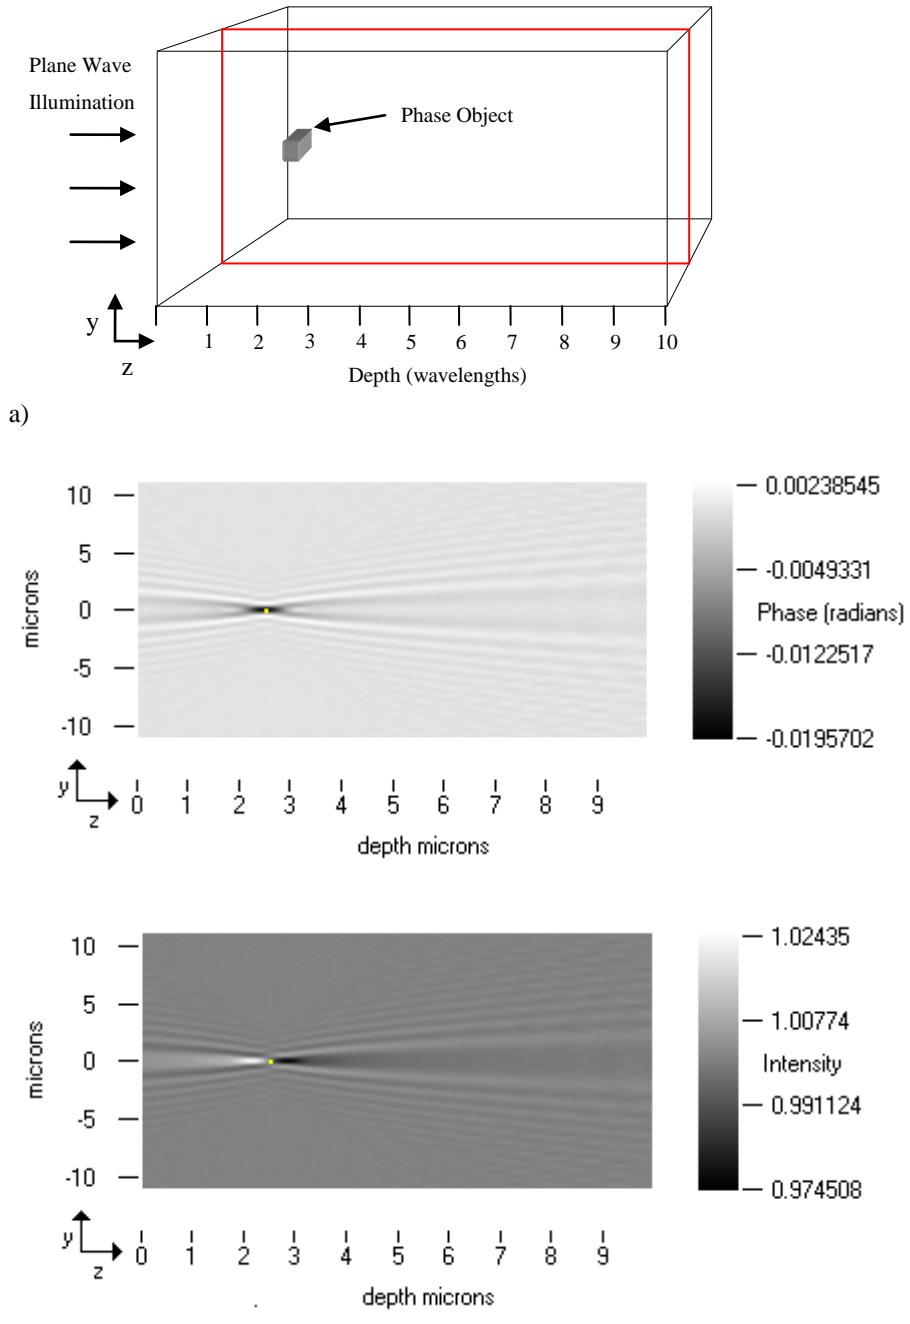 Plane Wave
Illumination
Phase Object
y
z
1 2 3 4 5 6 7 8 9 10
Depth (wavelengths)
a)
10
5
0
-5
-10
microns
0.00238545
-0.0049331
Phase (radians)
-0.0122517
-0.0195702
y
z
0 1 2 3 4 5 6 7 8 9
depth microns
10
5
0
-5
-10
microns
1.02435
1.00774
Intensity
0.991124
0.974508
y
z
0 1 2 3 4 5 6 7 8 9
depth microns